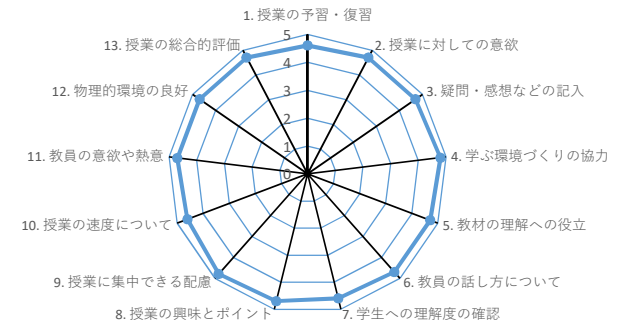 1. 授業の予習・復習
2. 授業に対しての意欲
3. 疑問・感想などの記入
4. 学ぶ環境づくりの協力
5. 教材の理解への役立
6. 教員の話し方について
7. 学生への理解度の確認
8. 授業の興味とポイント
9. 授業に集中できる配慮
10. 授業の速度について
11. 教員の意欲や熱意
12. 物理的環境の良好
13. 授業の総合的評価
5
4
3
2
1
0